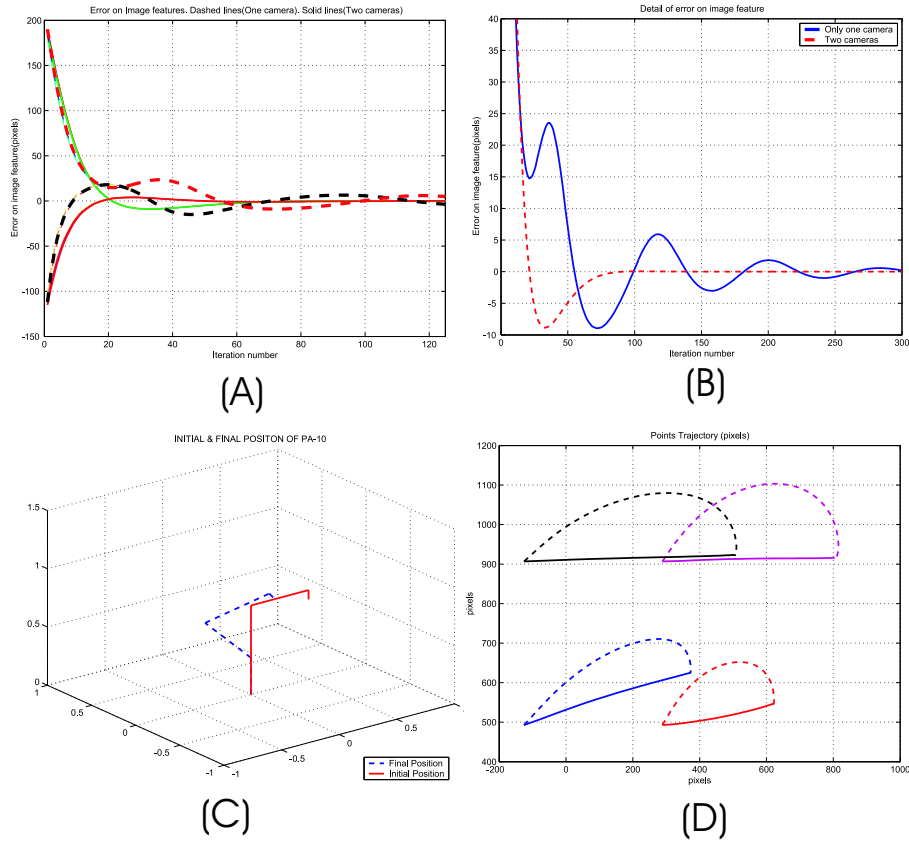 Error on Image features. Dashed lines(One camera). Solid lines(Two cameras)
200
150
100
50
0
-50
-100
-150
Error on image feature(pixels)
0 20 40 60 80 100 120
Iteration number
(A)
Detail of error on image feature
Only one camera
Two cameras
40
35
30
25
20
15
10
5
0
-5
-10
Error on image feature
0 50 100 150 200 250 300
Iteration number
(B)
INITIAL & FINAL POSITON OF PA-10
1.5
1
0.5
0
1
0.5
0
-0.5
-1
-1
-0.5
0
0.5
Final Position
Initial Position
(C)
Points Trajectory (pixels)
1200
1100
1000
900
800
700
600
500
400
pixels
-200 0 200 400 600 800 1000
pixels
(D)